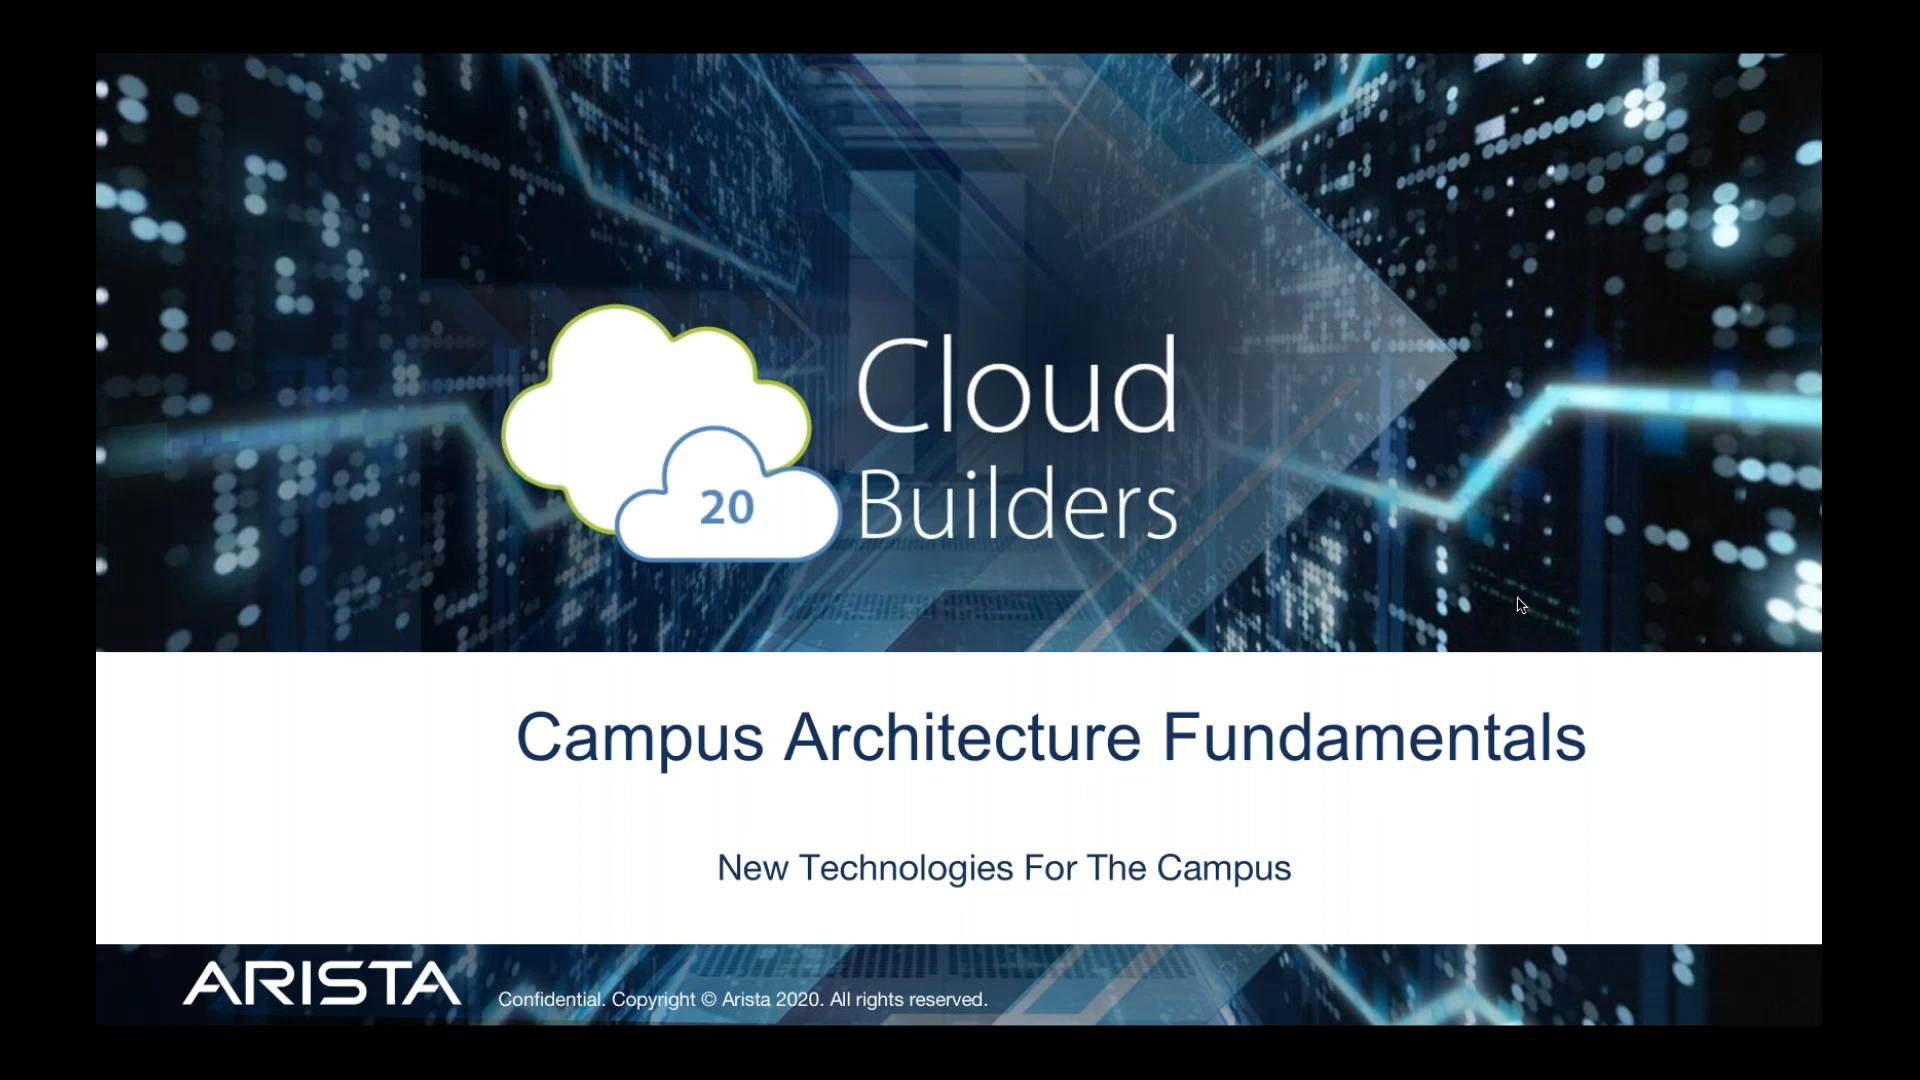 Cloud
Builders
20
Campus Architecture Fundamentals
New Technologies For The Campus
ARISTA
Confidential. Copyright © Arista 2020. All rights reserved.